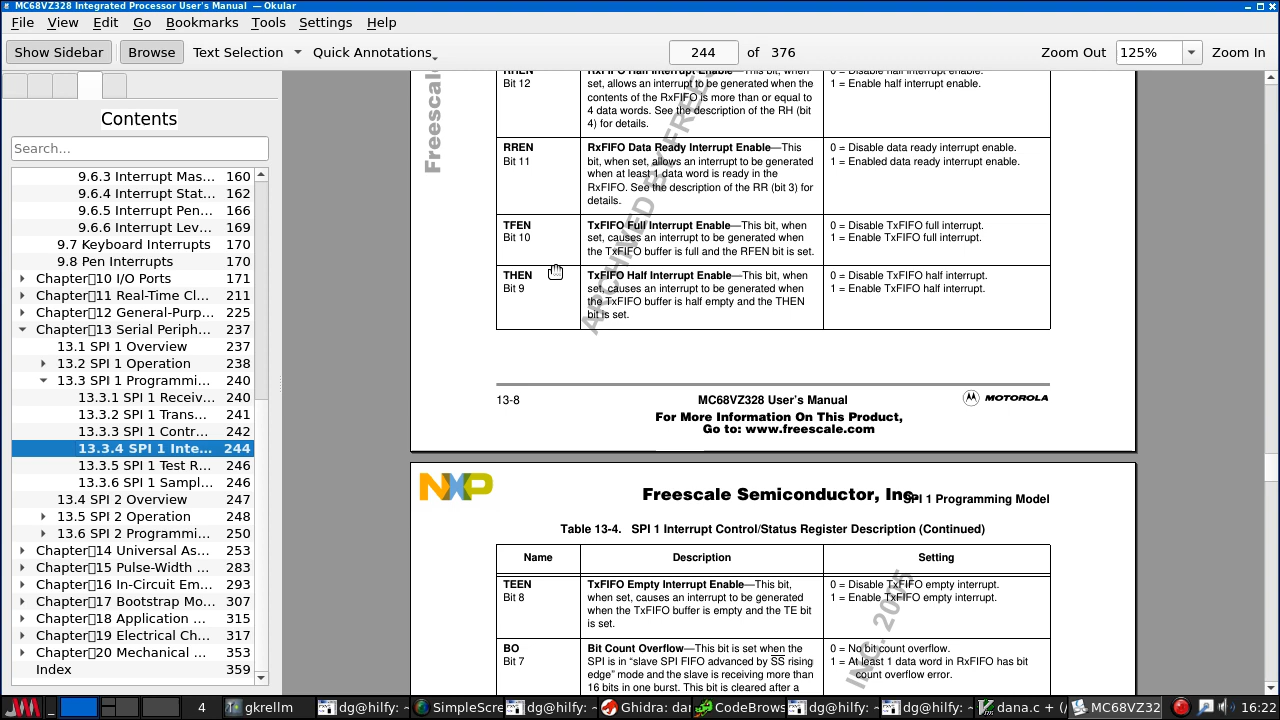 MC68VZ328 Integrated Processor User's Manual — Okular
File View Edit Go Bookmarks Tools Settings Help
Show Sidebar Browse Text Selection Quick Annotations 244 of 376 Zoom Out 125% Zoom In
Contents
Search...
9.6.3 Interrupt Mas... 160
9.6.4 Interrupt Stat... 162
9.6.5 Interrupt Pen... 166
9.6.6 Interrupt Lev... 169
9.7 Keyboard Interrupts 170
9.8 Pen Interrupts 170
Chapter 10 I/O Ports 171
Chapter 11 Real-Time Cl... 211
Chapter 12 General-Purp... 225
Chapter 13 Serial Periph... 237
13.1 SPI 1 Overview 237
13.2 SPI 1 Operation 238
13.3 SPI 1 Programmi... 240
13.3.1 SPI 1 Receiv... 240
13.3.2 SPI 1 Trans... 241
13.3.3 SPI 1 Contr... 242
13.3.4 SPI 1 Inte... 244
13.3.5 SPI 1 Test R... 246
13.3.6 SPI 1 Sampl... 246
13.4 SPI 2 Overview 247
13.5 SPI 2 Operation 248
13.6 SPI 2 Programmi... 250
Chapter 14 Universal As... 253
Chapter 15 Pulse-Width ... 283
Chapter 16 In-Circuit Em... 293
Chapter 17 Bootstrap Mo... 307
Chapter 18 Application ... 315
Chapter 19 Electrical Ch... 317
Chapter 20 Mechanical ... 353
Index 359
Freescale
ARCHIVED BY FREE
RHEN
Bit 12
RxFIFO Half Interrupt Enable—This bit, when
set, allows an interrupt to be generated when the
contents of the RxFIFO is more than or equal to
4 data words. See the description of the RH (bit
4) for details.
0 = Disable half interrupt enable.
1 = Enable half interrupt enable.
RREN
Bit 11
RxFIFO Data Ready Interrupt Enable—This
bit, when set, allows an interrupt to be generated
when at least 1 data word is ready in the
RxFIFO. See the description of the RR (bit 3) for
details.
0 = Disable data ready interrupt enable.
1 = Enabled data ready interrupt enable.
TFEN
Bit 10
TxFIFO Full Interrupt Enable—This bit, when
set, causes an interrupt to be generated when
the TxFIFO buffer is full and the RFEN bit is set.
0 = Disable TxFIFO full interrupt.
1 = Enable TxFIFO full interrupt.
THEN
Bit 9
TxFIFO Half Interrupt Enable—This bit, when
set, causes an interrupt to be generated when
the TxFIFO buffer is half empty and the THEN
bit is set.
0 = Disable TxFIFO half interrupt.
1 = Enable TxFIFO half interrupt.
13-8 MC68VZ328 User's Manual MOTOROLA
For More Information On This Product,
Go to: www.freescale.com
NXP
Freescale Semiconductor, Inc.
SPI 1 Programming Model
Table 13-4. SPI 1 Interrupt Control/Status Register Description (Continued)
Name Description Setting
TEEN
Bit 8
TxFIFO Empty Interrupt Enable—This bit,
when set, causes an interrupt to be generated
when the TxFIFO buffer is empty and the TE bit
is set.
0 = Disable TxFIFO empty interrupt.
1 = Enable TxFIFO empty interrupt.
INC. 2005
BO
Bit 7
Bit Count Overflow—This bit is set when the
SPI is in "slave SPI FIFO advanced by SS rising
edge" mode and the slave is receiving more than
16 bits in one burst. This bit is cleared after a
0 = No bit count overflow.
1 = At least 1 data word in RxFIFO has bit
count overflow error.
4 gkrellm dg@hilfy: ~ SimpleScre dg@hilfy: ~ Ghidra: dar CodeBrows dg@hilfy: ~ dg@hilfy: ~ dana.c + (/ MC68VZ32 16:22